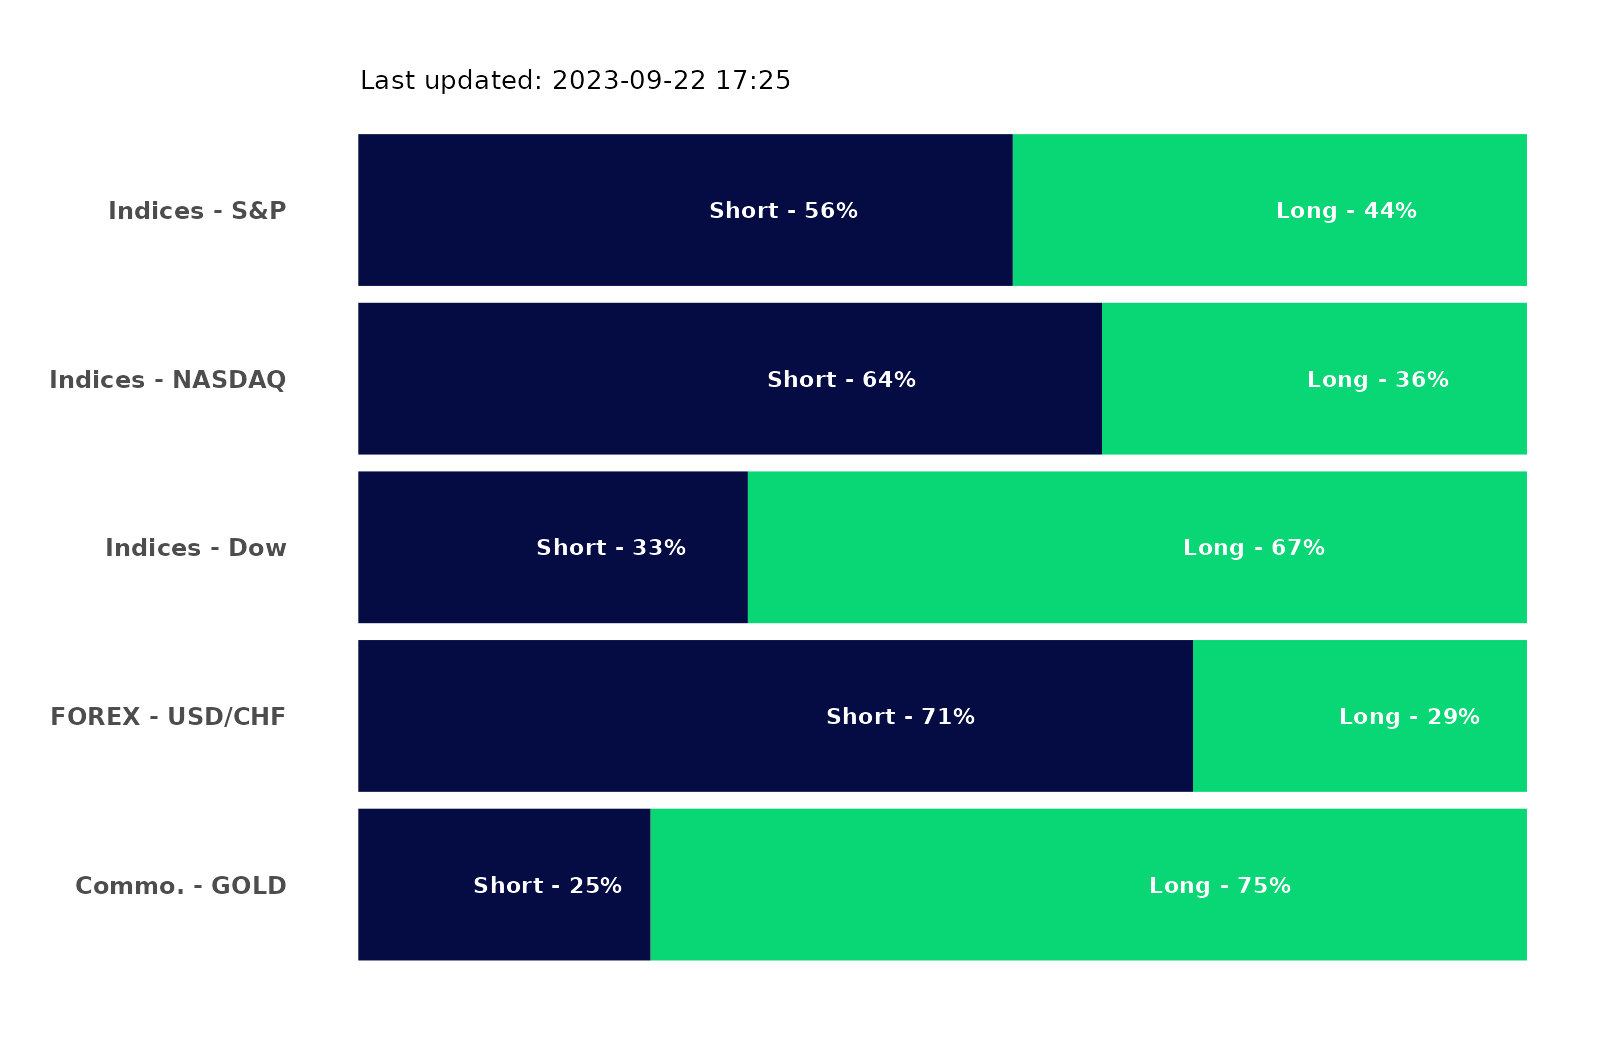 Last updated: 2023-09-22 17:25
Indices - S&P Short - 56% Long - 44%
Indices - NASDAQ Short - 64% Long - 36%
Indices - Dow Short - 33% Long - 67%
FOREX - USD/CHF Short - 71% Long - 29%
Commo. - GOLD Short - 25% Long - 75%